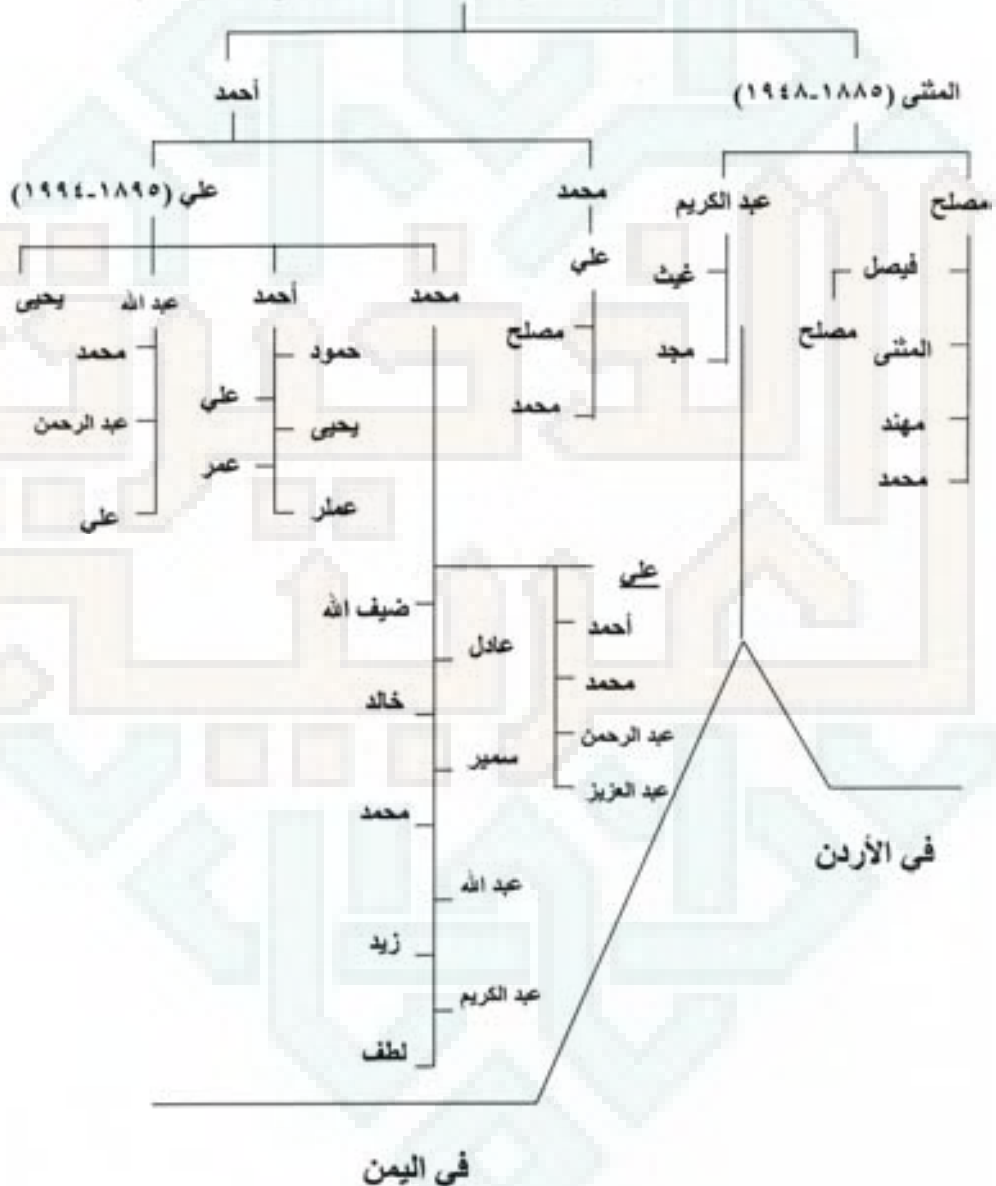 المثنى (١٨٨٥-١٩٤٨)
أحمد
مصلح
عبد الكريم
محمد
علي (١٨٩٥-١٩٩٤)
فيصل
مصلح
المثنى
مهند
محمد
غيث
مجد
علي
مصلح
محمد
محمد
أحمد
عبد الله
يحيى
حمود
علي
يحيى
عمر
عملر
محمد
عبد الرحمن
علي
علي
أحمد
محمد
عبد الرحمن
عبد العزيز
ضيف الله
عادل
خالد
سمير
محمد
عبد الله
زيد
عبد الكريم
لطف
في الأردن
في اليمن